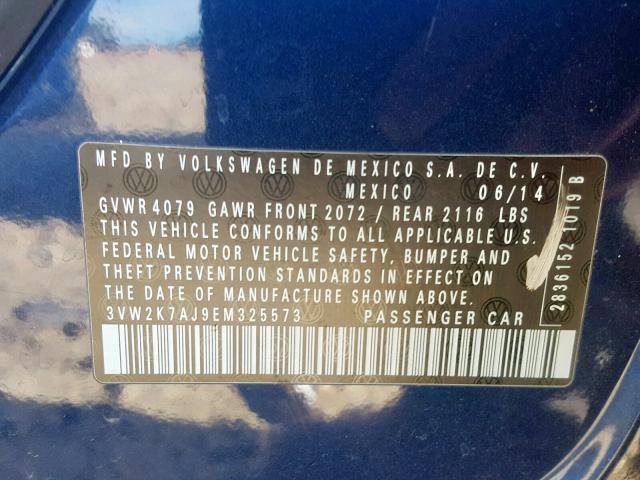 MFD BY VOLKSWAGEN DE MEXICO S.A. DE C.V.
MEXICO 06/14
GVWR 4079 GAWR FRONT 2072 / REAR 2116 LBS
THIS VEHICLE CONFORMS TO ALL APPLICABLE U.S.
FEDERAL MOTOR VEHICLE SAFETY, BUMPER AND
THEFT PREVENTION STANDARDS IN EFFECT ON
THE DATE OF MANUFACTURE SHOWN ABOVE.
3VW2K7AJ9EM325573 PASSENGER CAR
2836152 1019 B